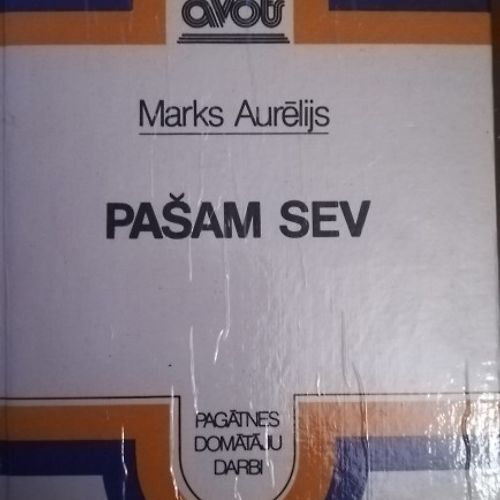 avots
Marks Aurēlijs
PAŠAM SEV
PAGĀTNES
DOMĀTĀJU
DARBI